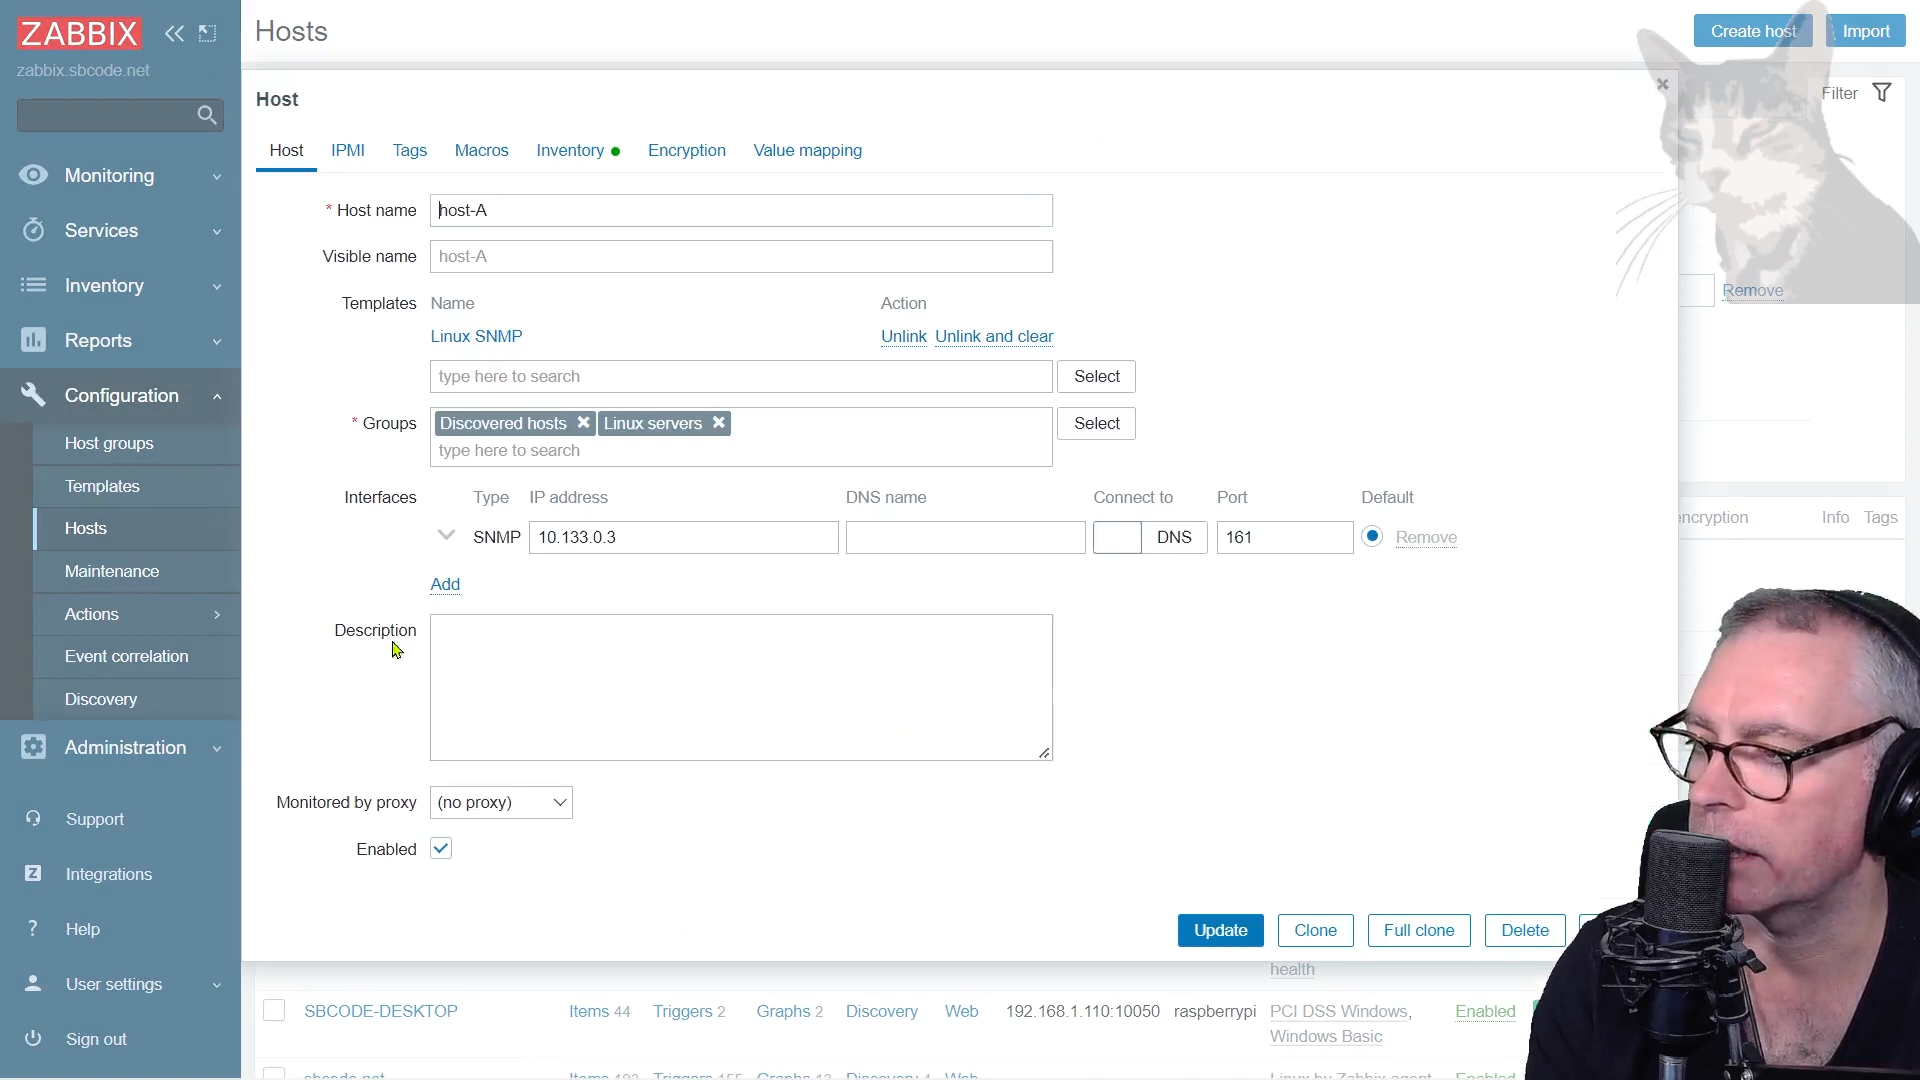 ZABBIX
zabbix.sbcode.net
Monitoring
Services
Inventory
Reports
Configuration
Host groups
Templates
Hosts
Maintenance
Actions
Event correlation
Discovery
Administration
Support
Integrations
Help
User settings
Sign out
Hosts
Create host Import
Filter
Host
Host IPMI Tags Macros Inventory Encryption Value mapping
* Host name host-A
Visible name host-A
Templates Name Action
Linux SNMP Unlink Unlink and clear
type here to search Select
* Groups Discovered hosts Linux servers Select
type here to search
Interfaces Type IP address DNS name Connect to Port Default
SNMP 10.133.0.3 DNS 161 Remove
Add
Description
Monitored by proxy (no proxy)
Enabled
Update Clone Full clone Delete
Remove
encryption Info Tags
health
SBCODE-DESKTOP Items 44 Triggers 2 Graphs 2 Discovery Web 192.168.1.110:10050 raspberrypi PCI DSS Windows, Enabled
Windows Basic